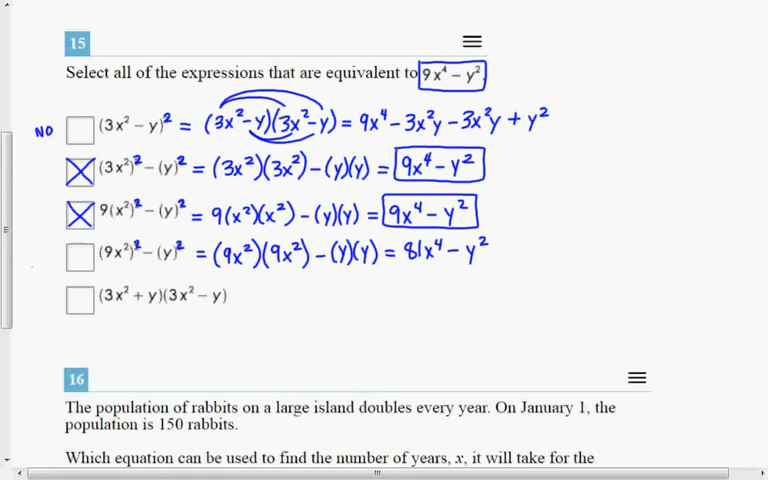 15
Select all of the expressions that are equivalent to 9x⁴ − y².
NO (3x² − y)² = (3x²−y)(3x²−y) = 9x⁴ − 3x²y − 3x²y + y²
(3x²)² − (y)² = (3x²)(3x²) − (y)(y) = 9x⁴ − y²
9(x²)² − (y)² = 9(x²)(x²) − (y)(y) = 9x⁴ − y²
(9x²)² − (y)² = (9x²)(9x²) − (y)(y) = 81x⁴ − y²
(3x² + y)(3x² − y)
16
The population of rabbits on a large island doubles every year. On January 1, the
population is 150 rabbits.
Which equation can be used to find the number of years, x, it will take for the